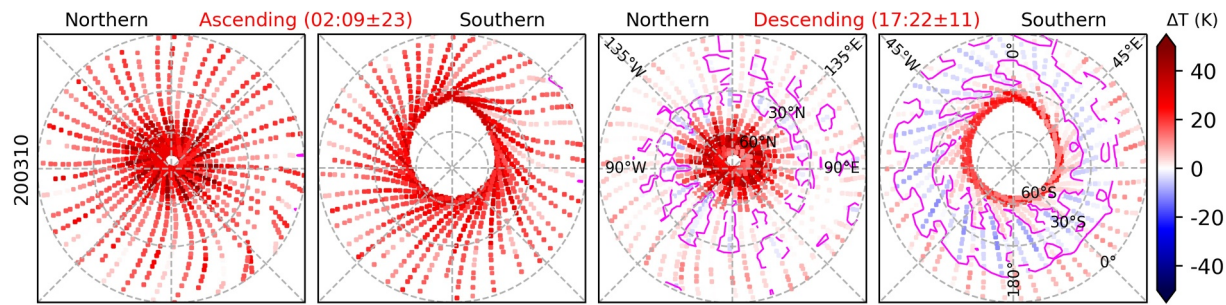 Northern Ascending (02:09±23) Southern Northern Descending (17:22±11) Southern ΔT (K)
200310
135°W
135°E
30°N
60°N
90°W
90°E
45°W
0°
45°E
60°S
30°S
0°
180°
40
20
0
-20
-40